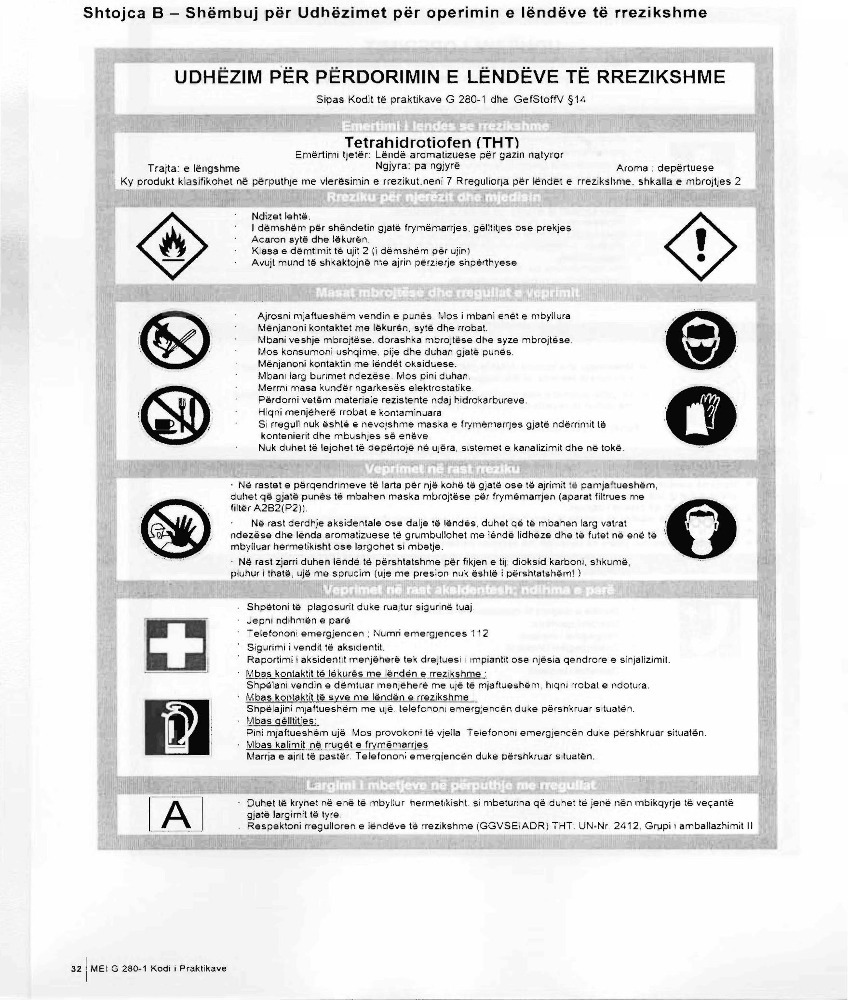 Shtojca B – Shëmbuj për Udhëzimet për operimin e lëndëve të rrezikshme
UDHËZIM PËR PËRDORIMIN E LËNDËVE TË RREZIKSHME
Sipas Kodit të praktikave G 280-1 dhe GefStoffV §14
Emertimi i lendes se rrezikshme
Tetrahidrotiofen (THT)
Emërtimi tjetër: Lëndë aromatizuese për gazin natyror
Trajta: e lëngshme Ngjyra: pa ngjyrë Aroma : depërtuese
Ky produkt klasifikohet në përputhje me vlerësimin e rrezikut.neni 7 Rregullorja për lëndët e rrezikshme. shkalla e mbrojtjes 2
Rreziku për njerëzit dhe mjedisin
· Ndizet lehtë.
· I dëmshëm për shëndetin gjatë frymëmarrjes, gëlltitjes ose prekjes.
· Acaron sytë dhe lëkurën.
· Klasa e dëmtimit të ujit 2 (i dëmshëm për ujin)
· Avujt mund të shkaktojnë me ajrin përzierje shpërthyese
Masat mbrojtëse dhe rregullat e veprimit
· Ajrosni mjaftueshëm vendin e punës Mos i mbani enët e mbyllura
· Mënjanoni kontaktet me lëkurën, sytë dhe rrobat.
· Mbani veshje mbrojtëse, dorashka mbrojtëse dhe syze mbrojtëse.
· Mos konsumoni ushqime, pije dhe duhan gjatë punës.
· Mënjanoni kontaktin me lëndët oksiduese.
· Mbani larg burimet ndezëse. Mos pini duhan.
· Merrni masa kundër ngarkesës elektrostatike.
· Përdorni vetëm materiale rezistente ndaj hidrokarbureve.
· Hiqni menjëherë rrobat e kontaminuara
· Si rregull nuk është e nevojshme maska e frymëmarrjes gjatë ndërrimit të
kontenierit dhe mbushjes së enëve
· Nuk duhet të lejohet të depërtojë në ujëra, sistemet e kanalizimit dhe në tokë.
Veprimet në rast rreziku
· Në rastet e përqendrimeve të larta për një kohë të gjatë ose të ajrimit të pamjaftueshëm,
duhet që gjatë punës të mbahen maska mbrojtëse për frymëmarrjen (aparat filtrues me
filtër A2B2(P2)).
· Në rast derdhje aksidentale ose dalje të lëndës, duhet që të mbahen larg vatrat
ndezëse dhe lënda aromatizuese të grumbullohet me lëndë lidhëze dhe të futet në enë të
mbylluar hermetikisht ose largohet si mbetje.
· Në rast zjarri duhen lëndë të përshtatshme për fikjen e tij: dioksid karboni, shkumë,
pluhur i thatë, ujë me sprucim (uje me presion nuk është i përshtatshëm! )
Veprimet në rast aksidentesh; ndihma e parë
· Shpëtoni të plagosurit duke ruajtur sigurinë tuaj
· Jepni ndihmën e parë
· Telefononi emergjencen ; Numri emergjences 112
· Sigurimi i vendit të aksidentit.
· Raportimi i aksidentit menjëherë tek drejtuesi i impiantit ose njësia qendrore e sinjalizimit.
· Mbas kontaktit të lëkurës me lëndën e rrezikshme :
Shpëlani vendin e dëmtuar menjëherë me ujë të mjaftueshëm, hiqni rrobat e ndotura.
· Mbas kontaktit të syve me lëndën e rrezikshme
Shpëlajini mjaftueshëm me ujë. telefononi emergjencën duke përshkruar situatën.
· Mbas gëlltitjes:
Pini mjaftueshëm ujë Mos provokoni të vjella Telefononi emergjencën duke përshkruar situatën.
· Mbas kalimit në rrugët e frymëmarrjes
Marrja e ajrit të pastër. Telefononi emergjencën duke përshkruar situatën.
Largimi i mbetjeve në përputhje me rregullat
A
· Duhet të kryhet në enë të mbyllur hermetikisht. si mbeturina që duhet të jenë nën mbikqyrje të veçantë
gjatë largimit të tyre.
· Respektoni rregulloren e lëndëve të rrezikshme (GGVSEIADR) THT: UN-Nr. 2412, Grupi i amballazhimit II
32 MEI G 280-1 Kodi i Praktikave